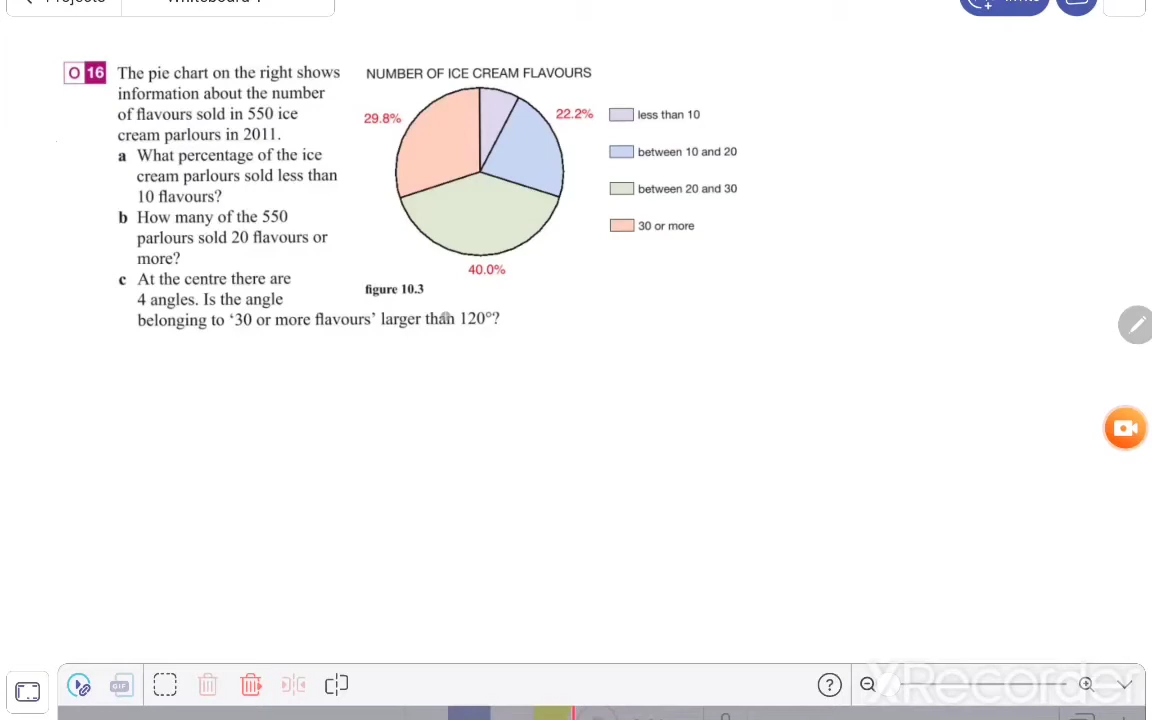 Projects
Whiteboard 1
Invite
O 16 The pie chart on the right shows
information about the number
of flavours sold in 550 ice
cream parlours in 2011.
a What percentage of the ice
cream parlours sold less than
10 flavours?
b How many of the 550
parlours sold 20 flavours or
more?
c At the centre there are
4 angles. Is the angle
belonging to ‘30 or more flavours’ larger than 120°?
NUMBER OF ICE CREAM FLAVOURS
29.8%
22.2%
40.0%
less than 10
between 10 and 20
between 20 and 30
30 or more
figure 10.3
GIF
?
XRecorder